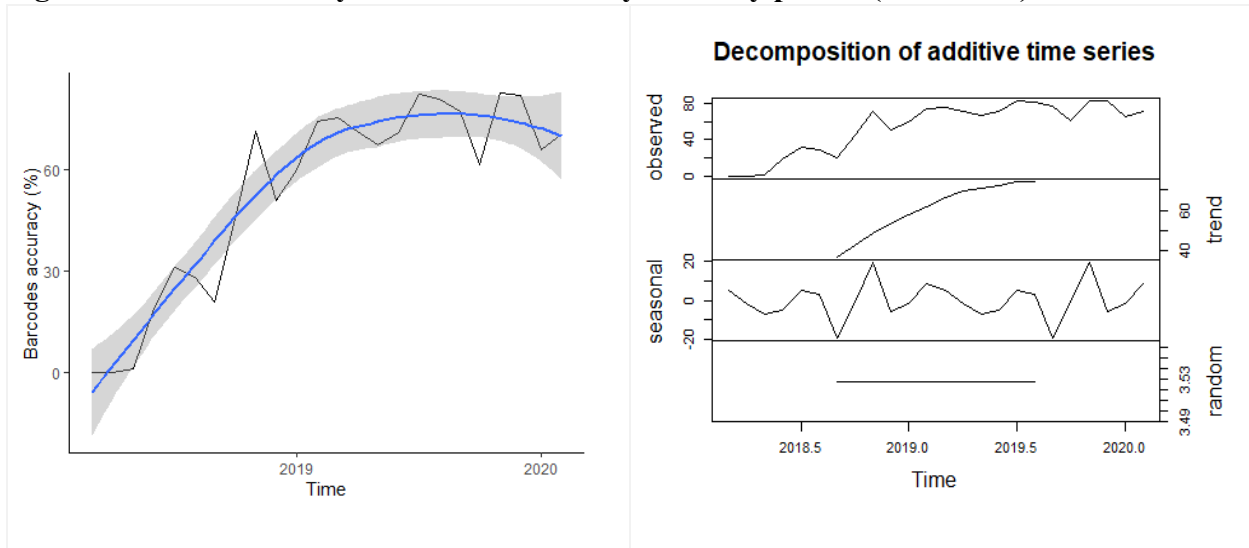 Barcodes accuracy (%)
60
30
0
2019
2020
Time
Decomposition of additive time series
observed
80
40
0
trend
60
40
seasonal
20
0
-20
random
3.53
3.49
2018.5
2019.0
2019.5
2020.0
Time